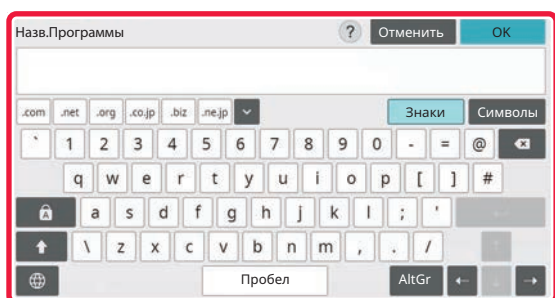 Назв.Программы ? Отменить OK
.com .net .org .co.jp .biz .ne.jp Знаки Символы
` 1 2 3 4 5 6 7 8 9 0 - = @
q w e r t y u i o p [ ] #
A a s d f g h j k l ; '
\ z x c v b n m , . /
Пробел AltGr